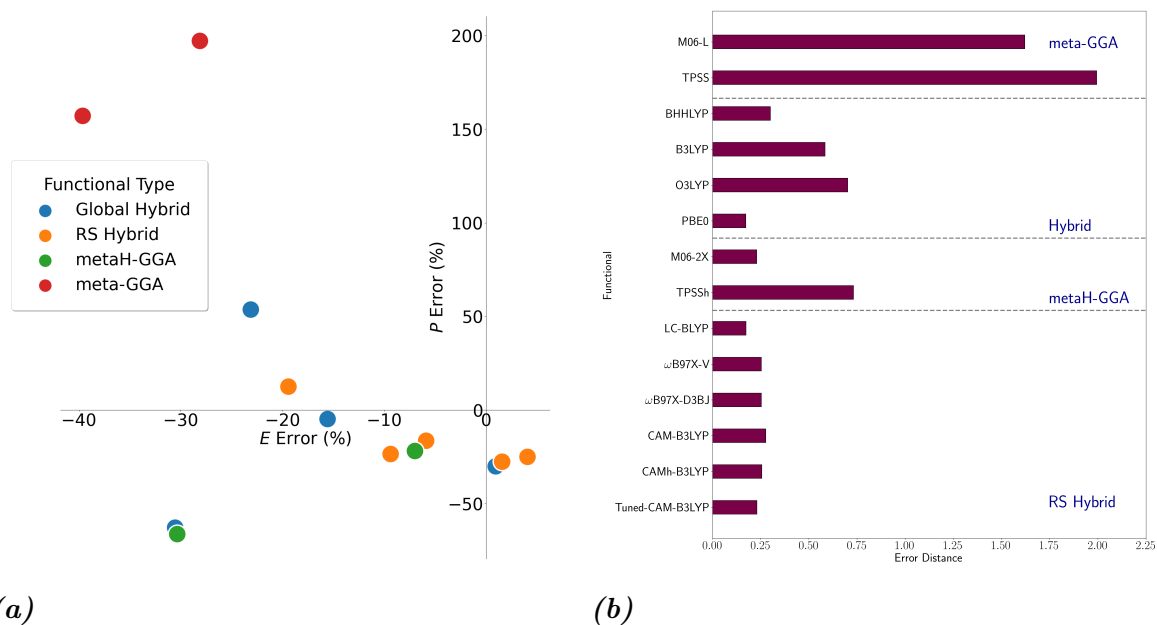 200
150
100
50
0
−50
−40
−30
−20
−10
0
P Error (%)
E Error (%)
Functional Type
Global Hybrid
RS Hybrid
metaH-GGA
meta-GGA
(a)
M06-L
TPSS
BHHLYP
B3LYP
O3LYP
PBE0
M06-2X
TPSSh
LC-BLYP
ωB97X-V
ωB97X-D3BJ
CAM-B3LYP
CAMh-B3LYP
Tuned-CAM-B3LYP
Functional
meta-GGA
Hybrid
metaH-GGA
RS Hybrid
0.00 0.25 0.50 0.75 1.00 1.25 1.50 1.75 2.00 2.25
Error Distance
(b)